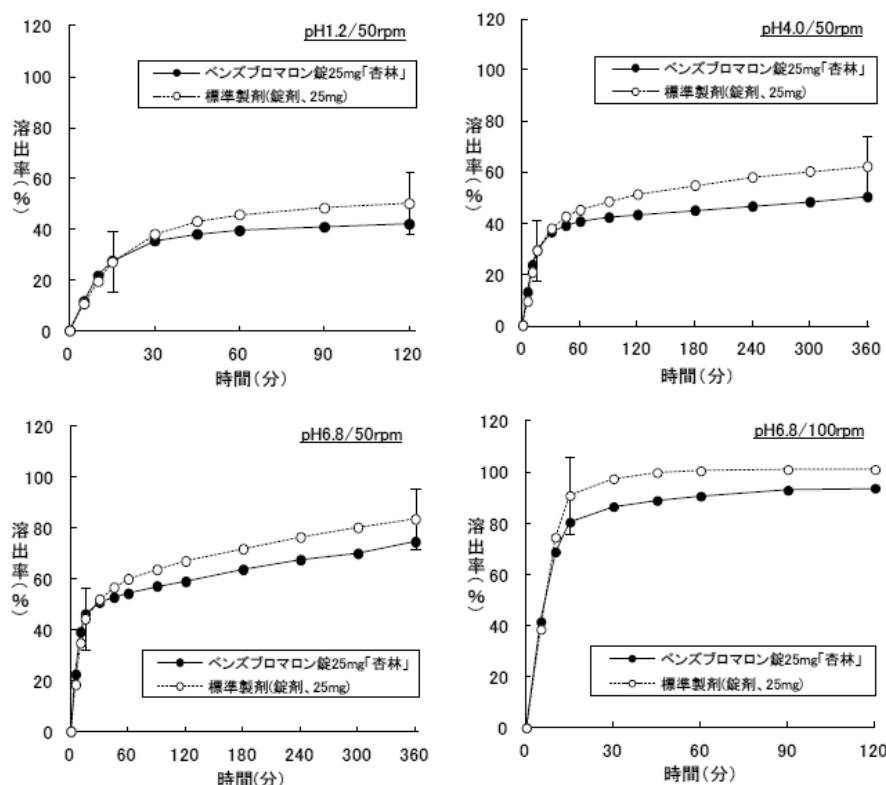 pH1.2/50rpm
120
100
80
60
40
20
0
溶出率(%)
ベンズブロマロン錠25mg「杏林」
標準製剤(錠剤、25mg)
0 30 60 90 120
時間(分)
pH4.0/50rpm
120
100
80
60
40
20
0
溶出率(%)
ベンズブロマロン錠25mg「杏林」
標準製剤(錠剤、25mg)
0 60 120 180 240 300 360
時間(分)
pH6.8/50rpm
120
100
80
60
40
20
0
溶出率(%)
ベンズブロマロン錠25mg「杏林」
標準製剤(錠剤、25mg)
0 60 120 180 240 300 360
時間(分)
pH6.8/100rpm
120
100
80
60
40
20
0
溶出率(%)
ベンズブロマロン錠25mg「杏林」
標準製剤(錠剤、25mg)
0 30 60 90 120
時間(分)